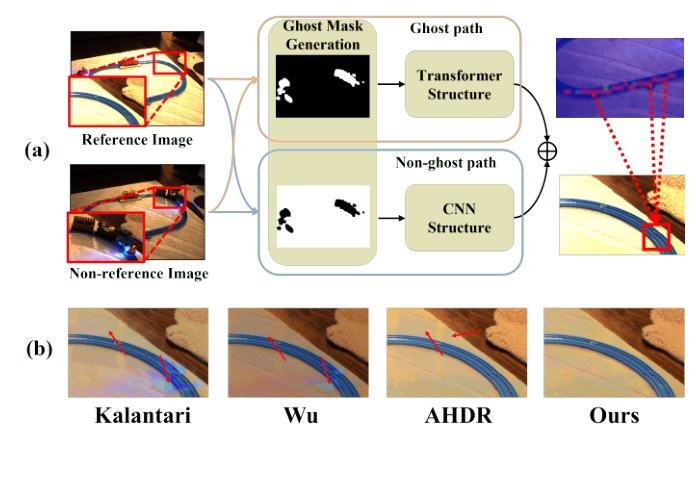 Ghost Mask
Generation
Ghost path
Transformer
Structure
Reference Image
(a)
Non-ghost path
CNN
Structure
Non-reference Image
(b)
Kalantari
Wu
AHDR
Ours